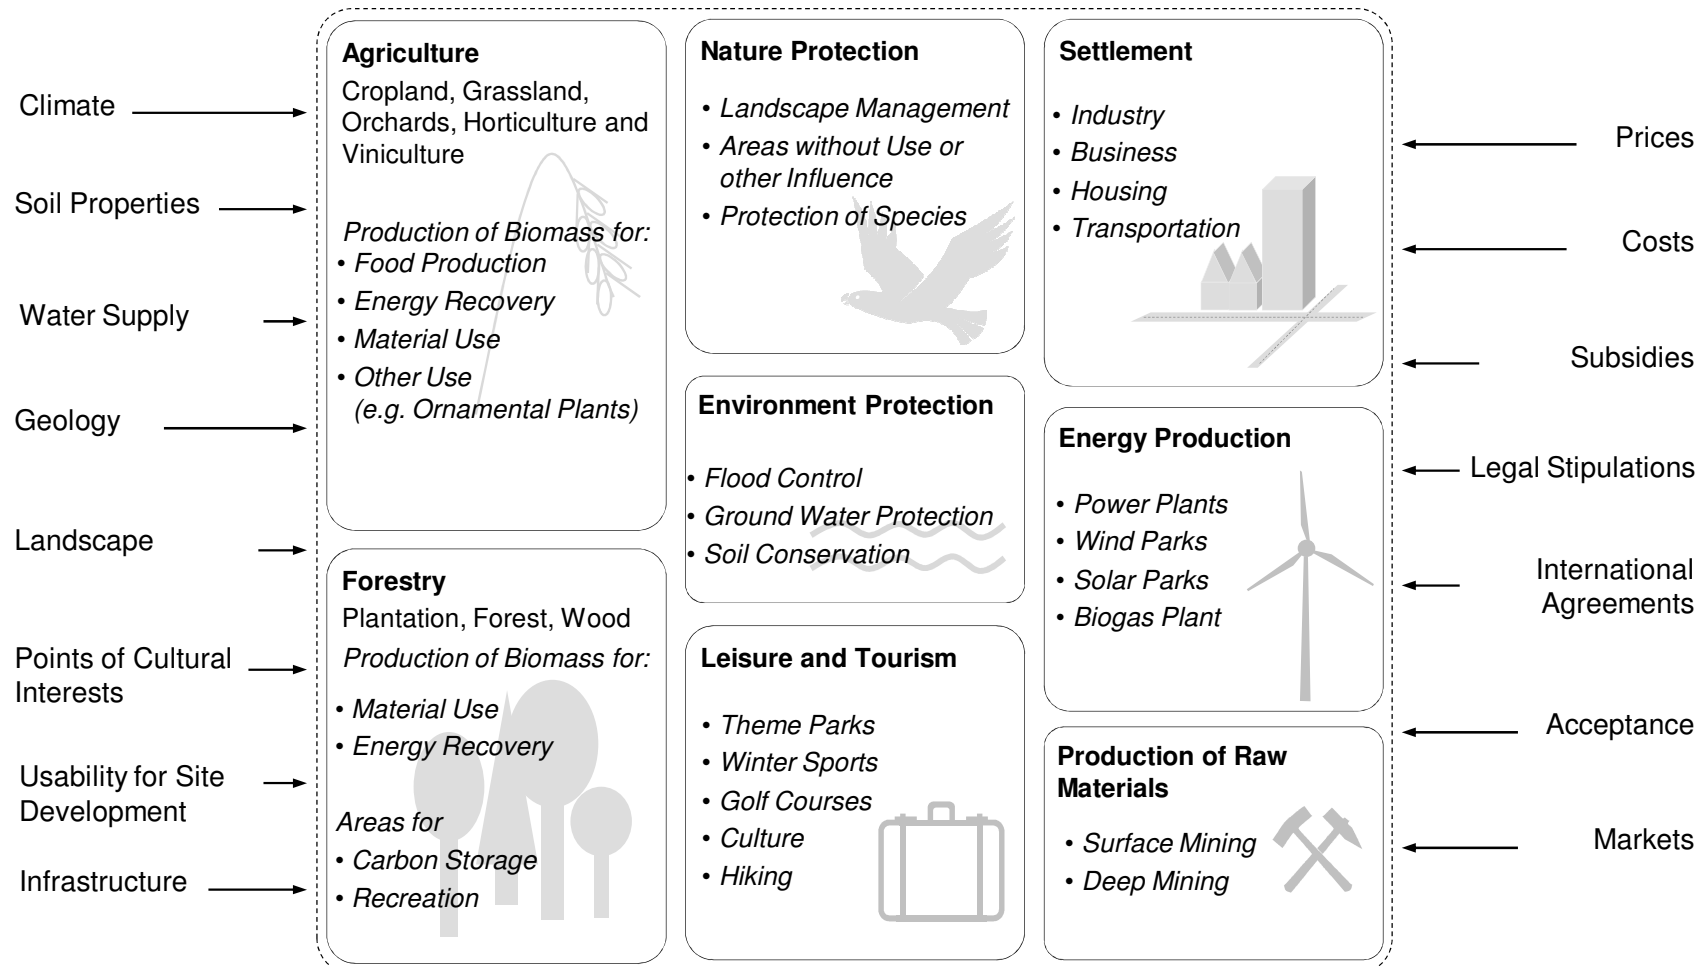 Climate
Soil Properties
Water Supply
Geology
Landscape
Points of Cultural
Interests
Usability for Site
Development
Infrastructure
Agriculture
Cropland, Grassland,
Orchards, Horticulture and
Viniculture
Production of Biomass for:
• Food Production
• Energy Recovery
• Material Use
• Other Use
(e.g. Ornamental Plants)
Forestry
Plantation, Forest, Wood
Production of Biomass for:
• Material Use
• Energy Recovery
Areas for
• Carbon Storage
• Recreation
Nature Protection
• Landscape Management
• Areas without Use or
other Influence
• Protection of Species
Environment Protection
• Flood Control
• Ground Water Protection
• Soil Conservation
Leisure and Tourism
• Theme Parks
• Winter Sports
• Golf Courses
• Culture
• Hiking
Settlement
• Industry
• Business
• Housing
• Transportation
Energy Production
• Power Plants
• Wind Parks
• Solar Parks
• Biogas Plant
Production of Raw
Materials
• Surface Mining
• Deep Mining
Prices
Costs
Subsidies
Legal Stipulations
International
Agreements
Acceptance
Markets